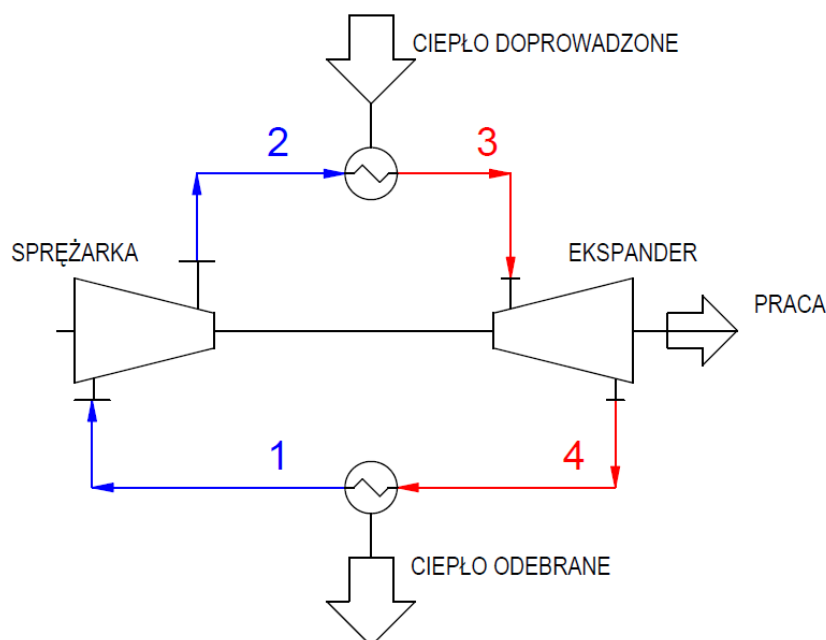 CIEPŁO DOPROWADZONE
2
3
SPRĘŻARKA
EKSPANDER
PRACA
1
4
CIEPŁO ODEBRANE